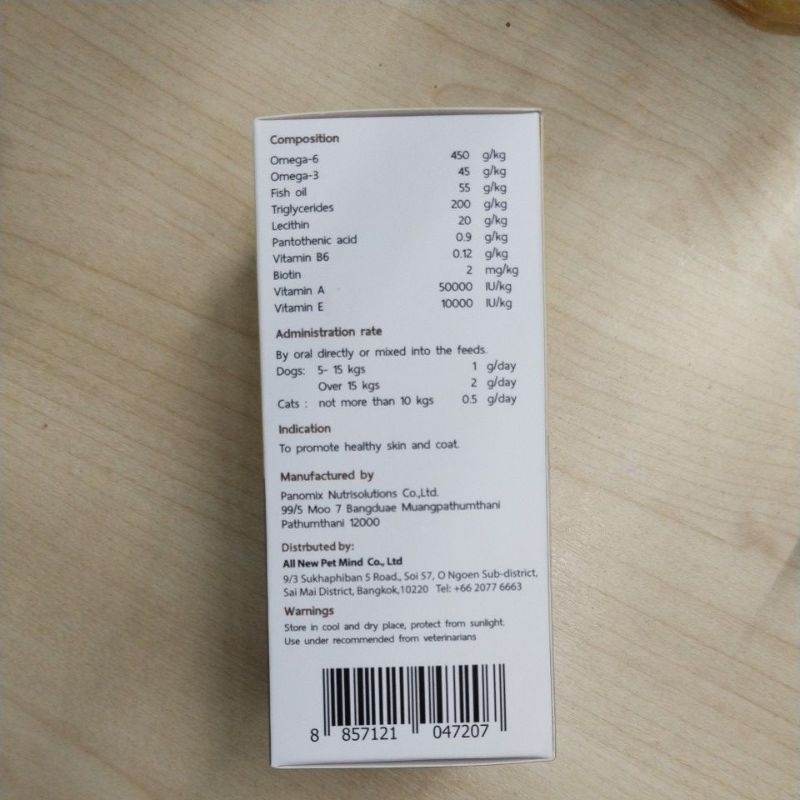 Composition
Omega-6 450 g/kg
Omega-3 45 g/kg
Fish oil 55 g/kg
Triglycerides 200 g/kg
Lecithin 20 g/kg
Pantothenic acid 0.9 g/kg
Vitamin B6 0.12 g/kg
Biotin 2 mg/kg
Vitamin A 50000 IU/kg
Vitamin E 10000 IU/kg
Administration rate
By oral directly or mixed into the feeds.
Dogs: 5- 15 kgs 1 g/day
Over 15 kgs 2 g/day
Cats : not more than 10 kgs 0.5 g/day
Indication
To promote healthy skin and coat.
Manufactured by
Panomix Nutrisolutions Co.,Ltd.
99/5 Moo 7 Bangduae Muangpathumthani
Pathumthani 12000
Distrbuted by:
All New Pet Mind Co., Ltd
9/3 Sukhaphiban 5 Road., Soi 57, O Ngoen Sub-district,
Sai Mai District, Bangkok,10220 Tel: +66 2077 6663
Warnings
Store in cool and dry place, protect from sunlight.
Use under recommended from veterinarians
8 857121 047207